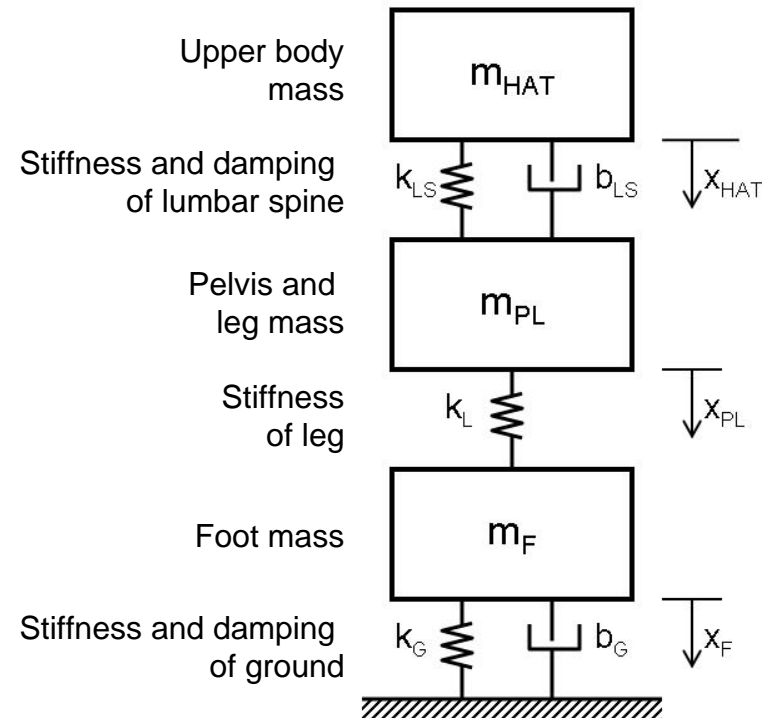 Upper body
mass
m_HAT
Stiffness and damping
of lumbar spine
k_LS
b_LS
x_HAT
Pelvis and
leg mass
m_PL
Stiffness
of leg
k_L
x_PL
Foot mass
m_F
Stiffness and damping
of ground
k_G
b_G
x_F